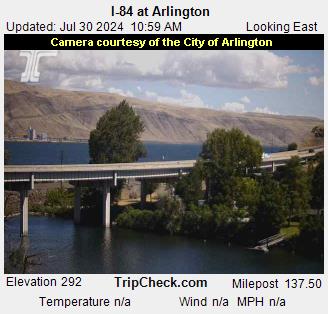 I-84 at Arlington
Updated: Jul 30 2024 10:59 AM Looking East
Camera courtesy of the City of Arlington
Elevation 292 TripCheck.com Milepost 137.50
Temperature n/a Wind n/a MPH n/a